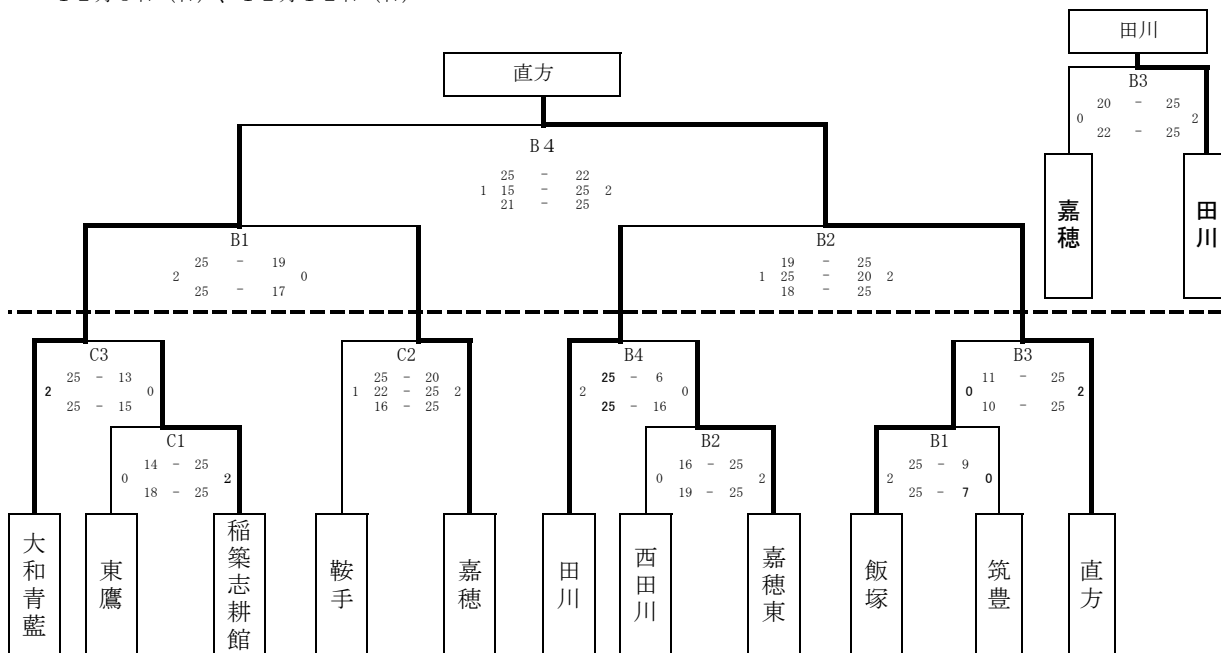 田川
直方
B3
20 - 25
0 2
22 - 25
B4
25 - 22
1 15 - 25 2
21 - 25
嘉穂
田川
B1
25 - 19
2 0
25 - 17
B2
19 - 25
1 25 - 20 2
18 - 25
C3
25 - 13
2 0
25 - 15
C2
25 - 20
1 22 - 25 2
16 - 25
B4
25 - 6
2 0
25 - 16
B3
11 - 25
0 2
10 - 25
C1
14 - 25
0 2
18 - 25
B2
16 - 25
0 2
19 - 25
B1
25 - 9
2 0
25 - 7
大和青藍
東鷹
稲築志耕館
鞍手
嘉穂
田川
西田川
嘉穂東
飯塚
筑豊
直方